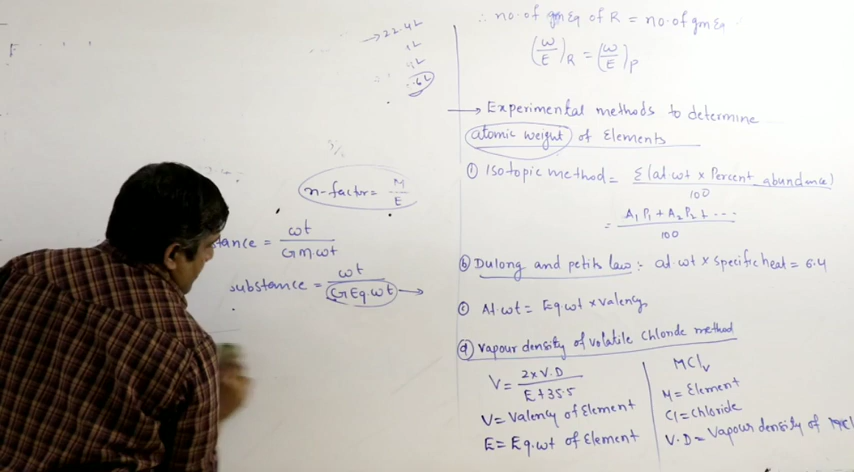 F
→ 22.4L
n-factor = M/E
stance = wt/GM.wt
substance = wt/G Eq.wt →
∴ no.of gm Eq of R = no.of gm Eq
(W/E)R = (W/E)P
→ Experimental methods to determine
atomic weight of Elements
① Isotopic method = Σ(at wt x Percent abundance)/100
= A₁P₁ + A₂P₂ + .../100
ⓑ Dulong and petits law :- at.wt x specific heat = 6.4
ⓒ At.wt = Eq.wt x valency
ⓓ Vapour density of volatile chloride method
V = 2 x V.D/E+35.5
V = Valency of Element
E = Eq.wt of Element
MClᵥ
M = Element
Cl = Chloride
V.D = Vapour density of